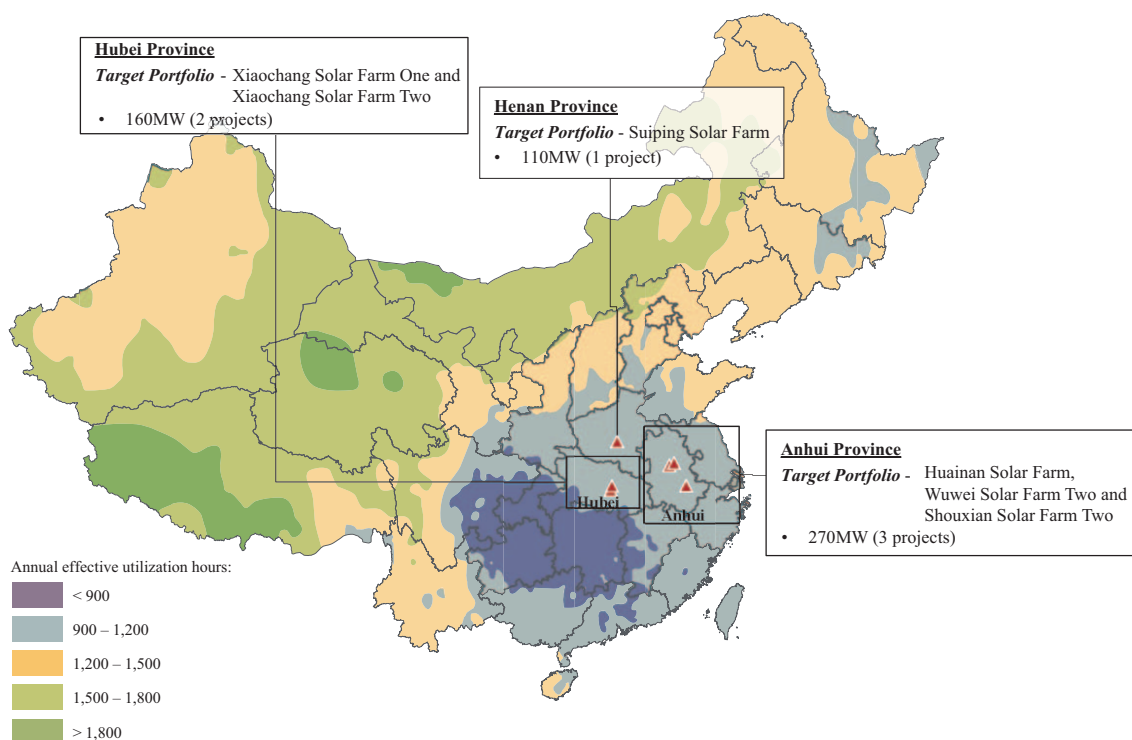 Hubei Province
Target Portfolio - Xiaochang Solar Farm One and
Xiaochang Solar Farm Two
• 160MW (2 projects)
Henan Province
Target Portfolio - Suiping Solar Farm
• 110MW (1 project)
Anhui Province
Target Portfolio - Huainan Solar Farm,
Wuwei Solar Farm Two and
Shouxian Solar Farm Two
• 270MW (3 projects)
Hubei
Anhui
Annual effective utilization hours:
< 900
900 – 1,200
1,200 – 1,500
1,500 – 1,800
> 1,800